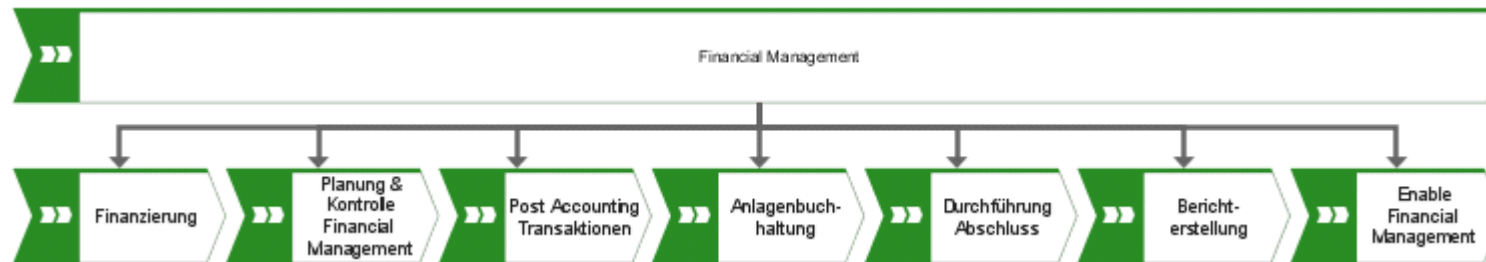 Financial Management
Finanzierung
Planung &
Kontrolle
Financial
Management
Post Accounting
Transaktionen
Anlagenbuch-
haltung
Durchführung
Abschluss
Bericht-
erstellung
Enable
Financial
Management